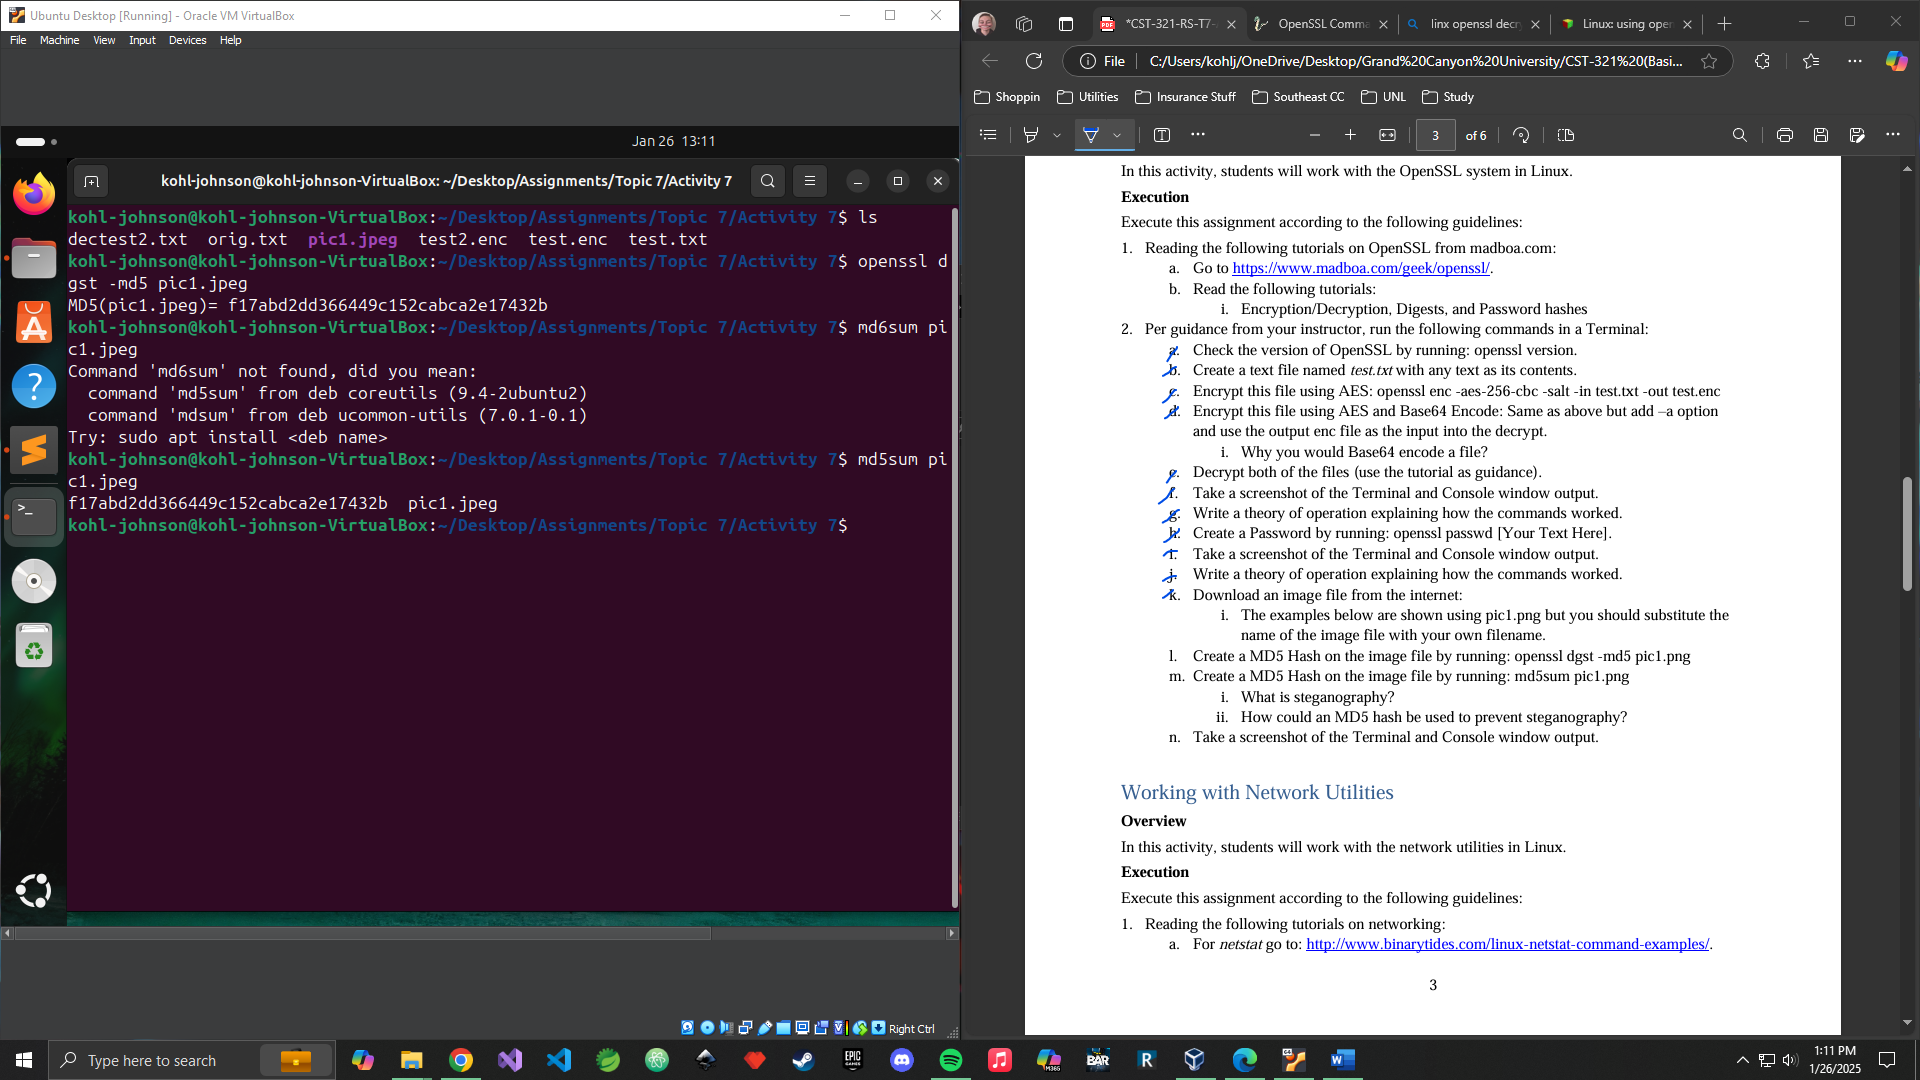 Ubuntu Desktop [Running] - Oracle VM VirtualBox
File Machine View Input Devices Help
Jan 26 13:11
kohl-johnson@kohl-johnson-VirtualBox: ~/Desktop/Assignments/Topic 7/Activity 7
kohl-johnson@kohl-johnson-VirtualBox:~/Desktop/Assignments/Topic 7/Activity 7$ ls
dectest2.txt orig.txt pic1.jpeg test2.enc test.enc test.txt
kohl-johnson@kohl-johnson-VirtualBox:~/Desktop/Assignments/Topic 7/Activity 7$ openssl d
gst -md5 pic1.jpeg
MD5(pic1.jpeg)= f17abd2dd366449c152cabca2e17432b
kohl-johnson@kohl-johnson-VirtualBox:~/Desktop/Assignments/Topic 7/Activity 7$ md6sum pi
c1.jpeg
Command 'md6sum' not found, did you mean:
command 'md5sum' from deb coreutils (9.4-2ubuntu2)
command 'mdsum' from deb ucommon-utils (7.0.1-0.1)
Try: sudo apt install <deb name>
kohl-johnson@kohl-johnson-VirtualBox:~/Desktop/Assignments/Topic 7/Activity 7$ md5sum pi
c1.jpeg
f17abd2dd366449c152cabca2e17432b pic1.jpeg
kohl-johnson@kohl-johnson-VirtualBox:~/Desktop/Assignments/Topic 7/Activity 7$
Right Ctrl
*CST-321-RS-T7- OpenSSL Comma linx openssl decr Linux: using open
File C:/Users/kohlj/OneDrive/Desktop/Grand%20Canyon%20University/CST-321%20(Basi...
Shoppin Utilities Insurance Stuff Southeast CC UNL Study
3 of 6
In this activity, students will work with the OpenSSL system in Linux.
Execution
Execute this assignment according to the following guidelines:
1. Reading the following tutorials on OpenSSL from madboa.com:
a. Go to https://www.madboa.com/geek/openssl/.
b. Read the following tutorials:
i. Encryption/Decryption, Digests, and Password hashes
2. Per guidance from your instructor, run the following commands in a Terminal:
a. Check the version of OpenSSL by running: openssl version.
b. Create a text file named test.txt with any text as its contents.
c. Encrypt this file using AES: openssl enc -aes-256-cbc -salt -in test.txt -out test.enc
d. Encrypt this file using AES and Base64 Encode: Same as above but add –a option
and use the output enc file as the input into the decrypt.
i. Why you would Base64 encode a file?
e. Decrypt both of the files (use the tutorial as guidance).
f. Take a screenshot of the Terminal and Console window output.
g. Write a theory of operation explaining how the commands worked.
h. Create a Password by running: openssl passwd [Your Text Here].
i. Take a screenshot of the Terminal and Console window output.
j. Write a theory of operation explaining how the commands worked.
k. Download an image file from the internet:
i. The examples below are shown using pic1.png but you should substitute the
name of the image file with your own filename.
l. Create a MD5 Hash on the image file by running: openssl dgst -md5 pic1.png
m. Create a MD5 Hash on the image file by running: md5sum pic1.png
i. What is steganography?
ii. How could an MD5 hash be used to prevent steganography?
n. Take a screenshot of the Terminal and Console window output.
Working with Network Utilities
Overview
In this activity, students will work with the network utilities in Linux.
Execution
Execute this assignment according to the following guidelines:
1. Reading the following tutorials on networking:
a. For netstat go to: http://www.binarytides.com/linux-netstat-command-examples/.
3
Type here to search
EPIC GAMES
M365
BAR
R
1:11 PM
1/26/2025